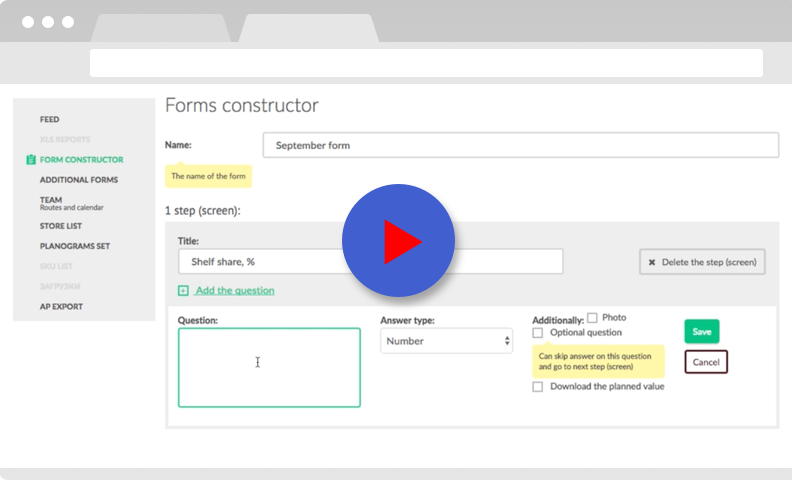 FEED
XLS REPORTS
FORM CONSTRUCTOR
ADDITIONAL FORMS
TEAM
Routes and calendar
STORE LIST
PLANOGRAMS SET
SKU LIST
ЗАГРУЗКИ
AP EXPORT
Forms constructor
Name:
September form
The name of the form
1 step (screen):
Title:
Shelf share, %
✖ Delete the step (screen)
Add the question
Question:
Answer type:
Number
Additionally:
Photo
Optional question
Can skip answer on this question
and go to next step (screen)
Download the planned value
Save
Cancel